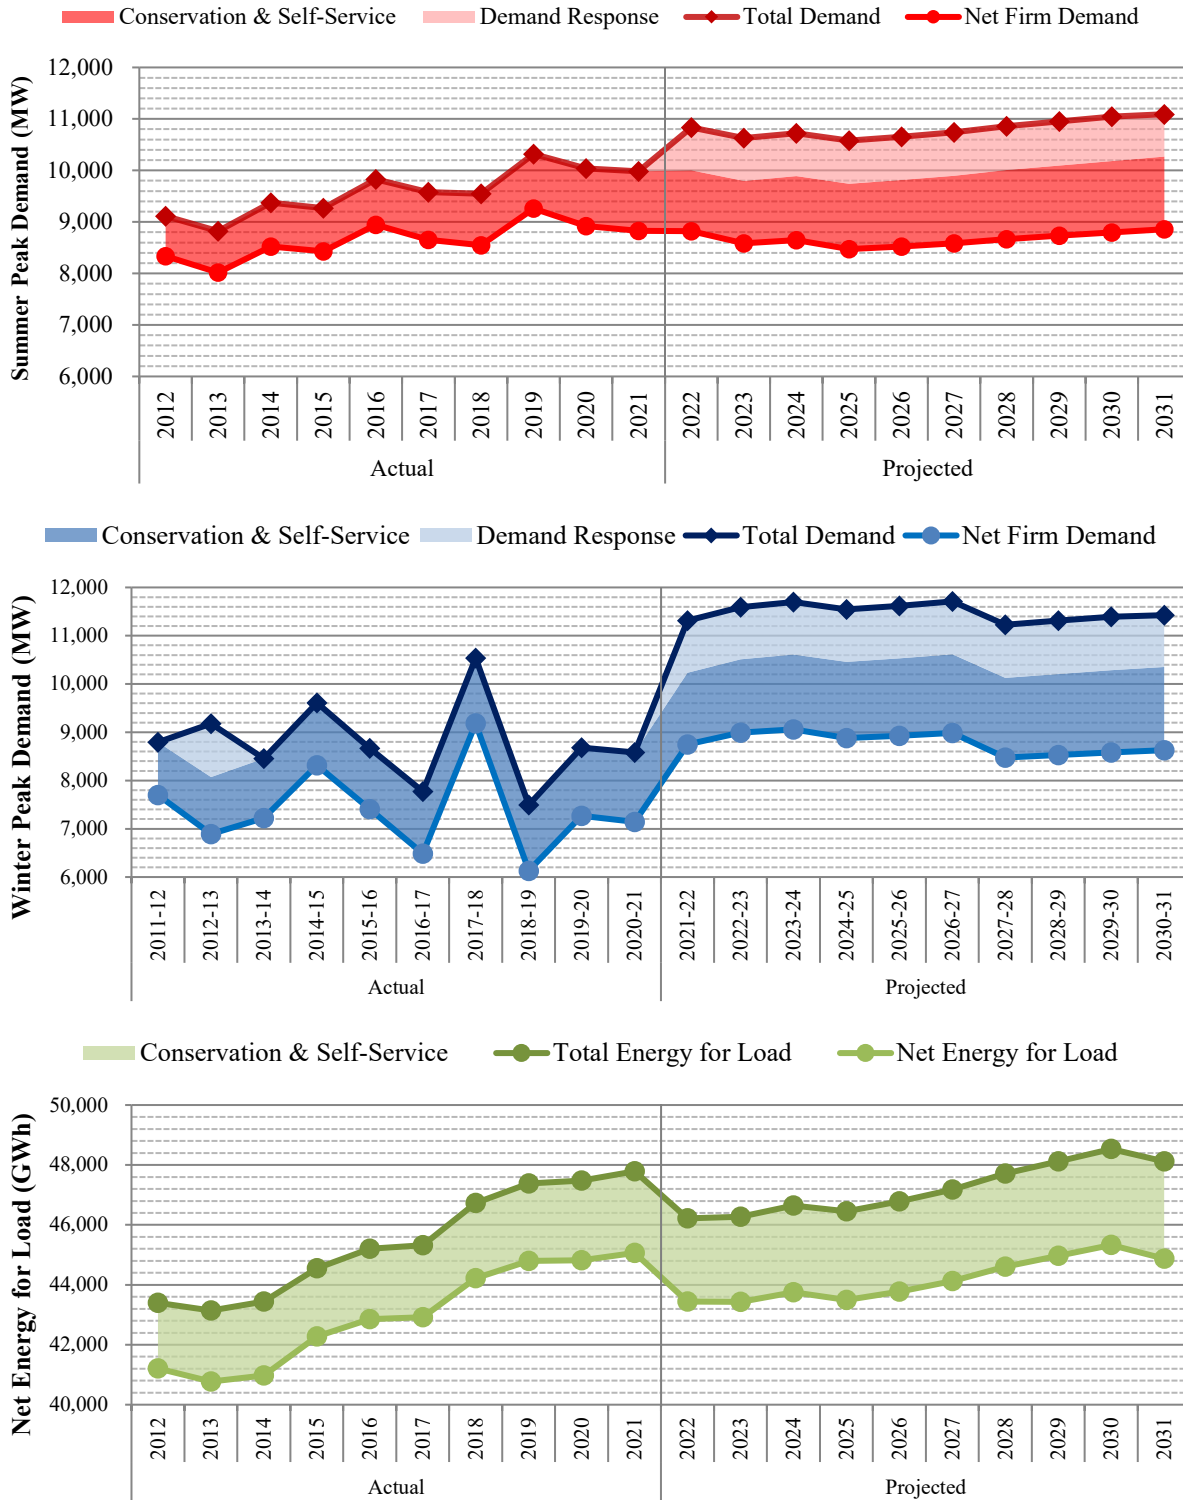 Conservation & Self-Service Demand Response Total Demand Net Firm Demand
Summer Peak Demand (MW)
12,000
11,000
10,000
9,000
8,000
7,000
6,000
2012 2013 2014 2015 2016 2017 2018 2019 2020 2021 2022 2023 2024 2025 2026 2027 2028 2029 2030 2031
Actual Projected
Conservation & Self-Service Demand Response Total Demand Net Firm Demand
Winter Peak Demand (MW)
12,000
11,000
10,000
9,000
8,000
7,000
6,000
2011-12 2012-13 2013-14 2014-15 2015-16 2016-17 2017-18 2018-19 2019-20 2020-21 2021-22 2022-23 2023-24 2024-25 2025-26 2026-27 2027-28 2028-29 2029-30 2030-31
Actual Projected
Conservation & Self-Service Total Energy for Load Net Energy for Load
Net Energy for Load (GWh)
50,000
48,000
46,000
44,000
42,000
40,000
2012 2013 2014 2015 2016 2017 2018 2019 2020 2021 2022 2023 2024 2025 2026 2027 2028 2029 2030 2031
Actual Projected